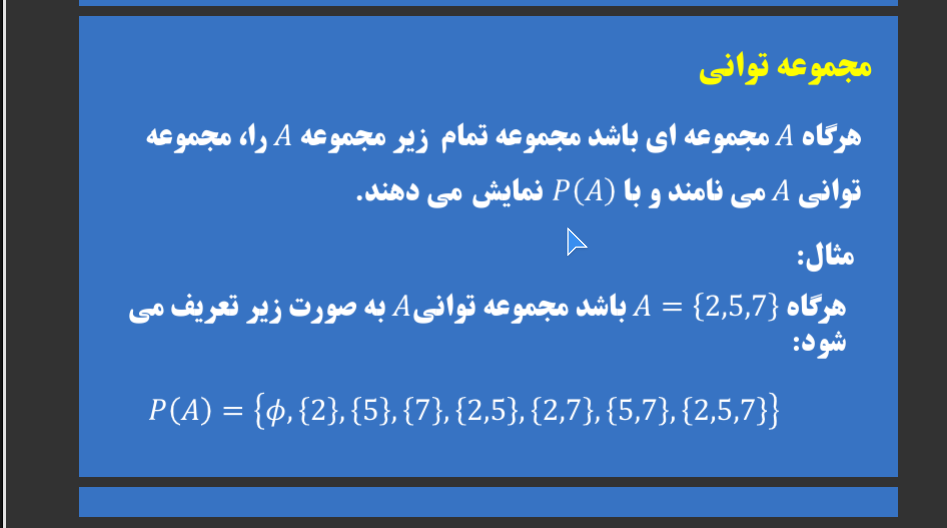 مجموعه توانی
هرگاه A مجموعه ای باشد مجموعه تمام زیر مجموعه A را، مجموعه
توانی A می نامند و با P(A) نمایش می دهند.
مثال:
هرگاه A = {2,5,7} باشد مجموعه توانیA به صورت زیر تعریف می
شود:
P(A) = {ϕ, {2}, {5}, {7}, {2,5}, {2,7}, {5,7}, {2,5,7}}